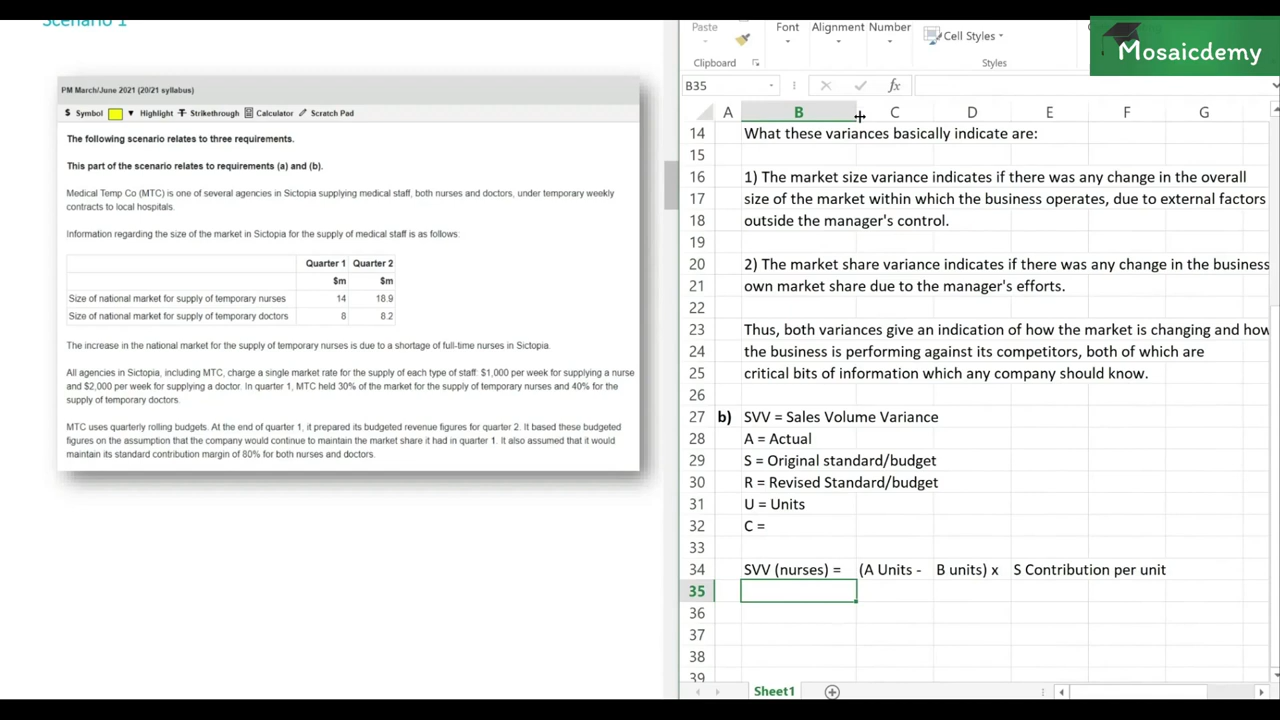 Scenario 1
PM March/June 2021 (20/21 syllabus)
$ Symbol ▼ Highlight Strikethrough Calculator Scratch Pad
The following scenario relates to three requirements.
This part of the scenario relates to requirements (a) and (b).
Medical Temp Co (MTC) is one of several agencies in Sictopia supplying medical staff, both nurses and doctors, under temporary weekly
contracts to local hospitals.
Information regarding the size of the market in Sictopia for the supply of medical staff is as follows:
Quarter 1 Quarter 2
$m $m
Size of national market for supply of temporary nurses 14 18.9
Size of national market for supply of temporary doctors 8 8.2
The increase in the national market for the supply of temporary nurses is due to a shortage of full-time nurses in Sictopia.
All agencies in Sictopia, including MTC, charge a single market rate for the supply of each type of staff: $1,000 per week for supplying a nurse
and $2,000 per week for supplying a doctor. In quarter 1, MTC held 30% of the market for the supply of temporary nurses and 40% for the
supply of temporary doctors.
MTC uses quarterly rolling budgets. At the end of quarter 1, it prepared its budgeted revenue figures for quarter 2. It based these budgeted
figures on the assumption that the company would continue to maintain the market share it had in quarter 1. It also assumed that it would
maintain its standard contribution margin of 80% for both nurses and doctors.
Paste Font Alignment Number Cell Styles
Clipboard Styles
Mosaicdemy
B35 fx
A B C D E F G
14 What these variances basically indicate are:
15
16 1) The market size variance indicates if there was any change in the overall
17 size of the market within which the business operates, due to external factors
18 outside the manager's control.
19
20 2) The market share variance indicates if there was any change in the business
21 own market share due to the manager's efforts.
22
23 Thus, both variances give an indication of how the market is changing and how
24 the business is performing against its competitors, both of which are
25 critical bits of information which any company should know.
26
27 b) SVV = Sales Volume Variance
28 A = Actual
29 S = Original standard/budget
30 R = Revised Standard/budget
31 U = Units
32 C =
33
34 SVV (nurses) = (A Units - B units) x S Contribution per unit
35
36
37
38
39
Sheet1